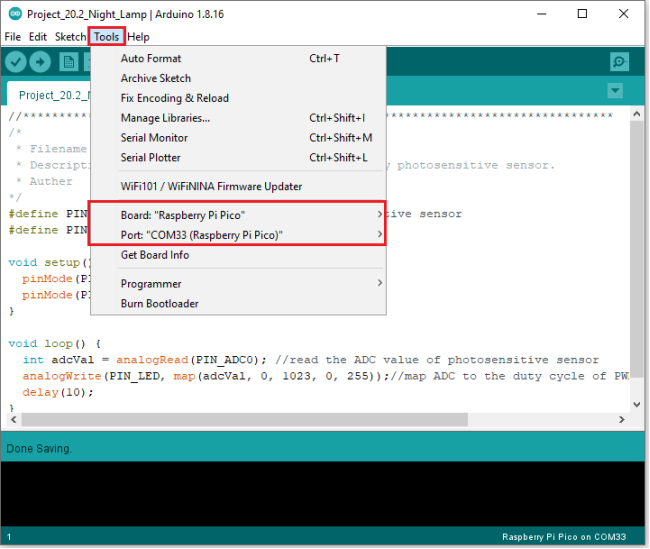 Project_20.2_Night_Lamp | Arduino 1.8.16
File Edit Sketch Tools Help
Auto Format Ctrl+T
Archive Sketch
Fix Encoding & Reload
Manage Libraries... Ctrl+Shift+I
Serial Monitor Ctrl+Shift+M
Serial Plotter Ctrl+Shift+L
WiFi101 / WiFiNINA Firmware Updater
Board: "Raspberry Pi Pico"
Port: "COM33 (Raspberry Pi Pico)"
Get Board Info
Programmer
Burn Bootloader
Project_20.2_N
//**********************************************************************
/*
* Filename
* Descripti y photosensitive sensor.
* Auther
*/
#define PIN_ tive sensor
#define PIN_
void setup()
pinMode(PI
pinMode(PI
}
void loop() {
int adcVal = analogRead(PIN_ADC0); //read the ADC value of photosensitive sensor
analogWrite(PIN_LED, map(adcVal, 0, 1023, 0, 255));//map ADC to the duty cycle of PW
delay(10);
}
Done Saving.
1 Raspberry Pi Pico on COM33